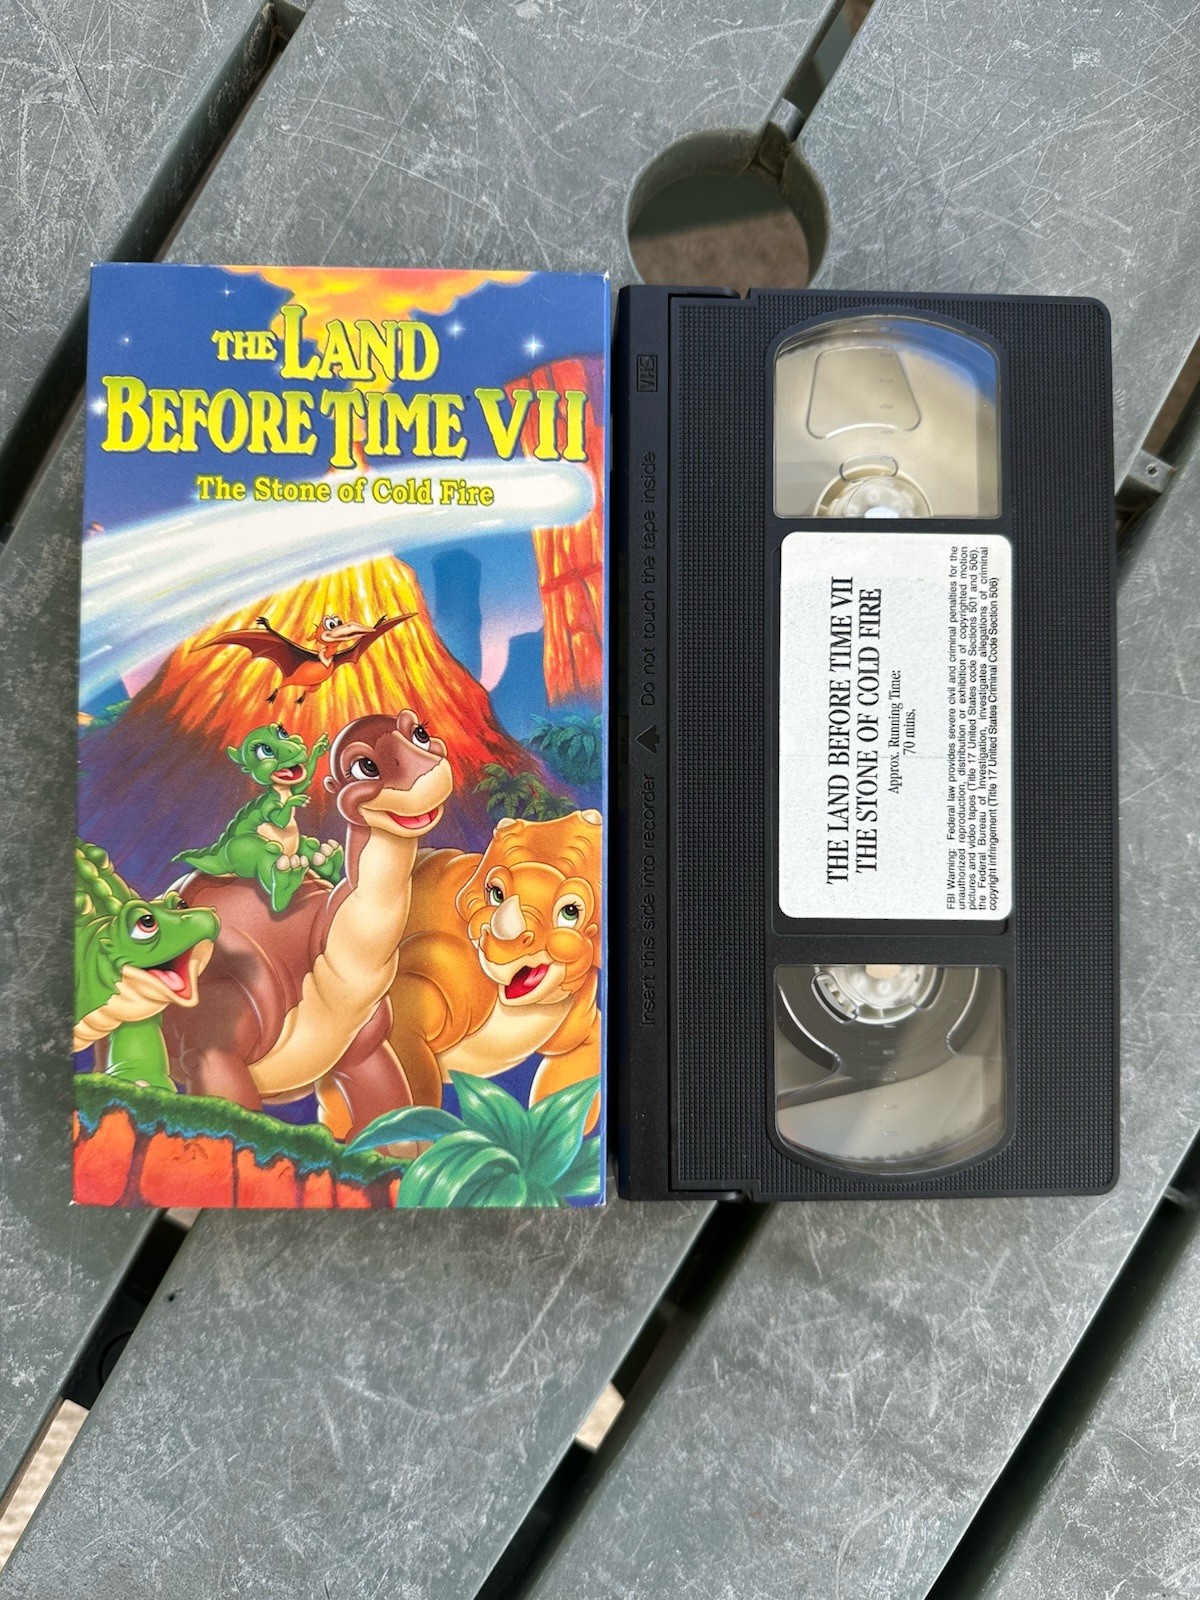 THE LAND
BEFORE TIME VII
The Stone of Cold Fire
VHS
Insert this side into recorder ▲ Do not touch the tape inside
THE LAND BEFORE TIME VII
THE STONE OF COLD FIRE
Approx. Running Time:
70 mins.
FBI Warning: Federal law provides severe civil and criminal penalties for the
unauthorized reproduction, distribution or exhibition of copyrighted motion
pictures and video tapes (Title 17 United States code Sections 501 and 506).
the Federal Bureau of Investigation, investigates allegations of criminal
copyright infringement (Title 17 United States Criminal Code Section 506)